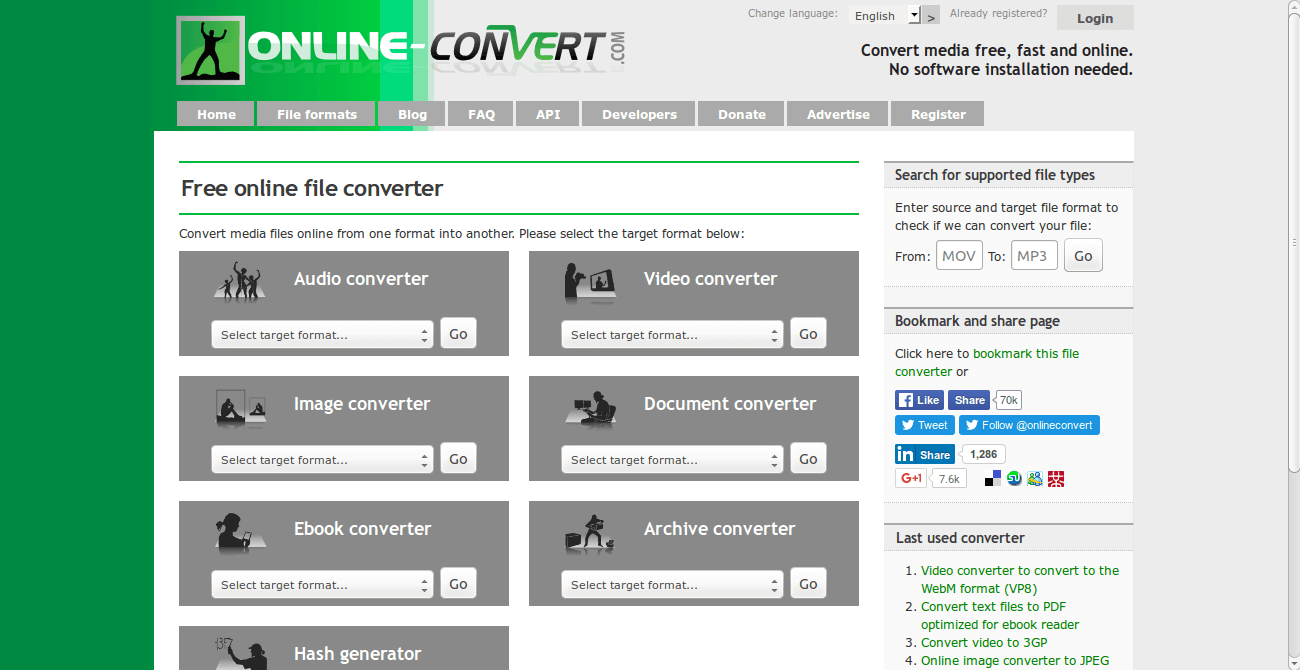 Change language: English > Already registered? Login
ONLINE-CONVERT.COM
Convert media free, fast and online.
No software installation needed.
Home File formats Blog FAQ API Developers Donate Advertise Register
Free online file converter
Convert media files online from one format into another. Please select the target format below:
Audio converter
Select target format... Go
Video converter
Select target format... Go
Image converter
Select target format... Go
Document converter
Select target format... Go
Ebook converter
Select target format... Go
Archive converter
Select target format... Go
Hash generator
Search for supported file types
Enter source and target file format to
check if we can convert your file:
From: MOV To: MP3 Go
Bookmark and share page
Click here to bookmark this file
converter or
Like Share 70k
Tweet Follow @onlineconvert
in Share 1,286
G+1 7.6k
Last used converter
1. Video converter to convert to the
WebM format (VP8)
2. Convert text files to PDF
optimized for ebook reader
3. Convert video to 3GP
4. Online image converter to JPEG